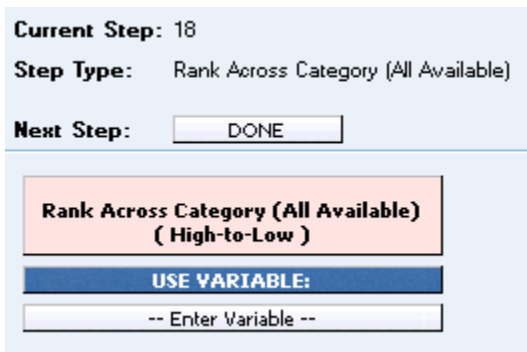 Current Step: 18
Step Type: Rank Across Category (All Available)
Next Step: DONE
Rank Across Category (All Available)
( High-to-Low )
USE VARIABLE:
-- Enter Variable --